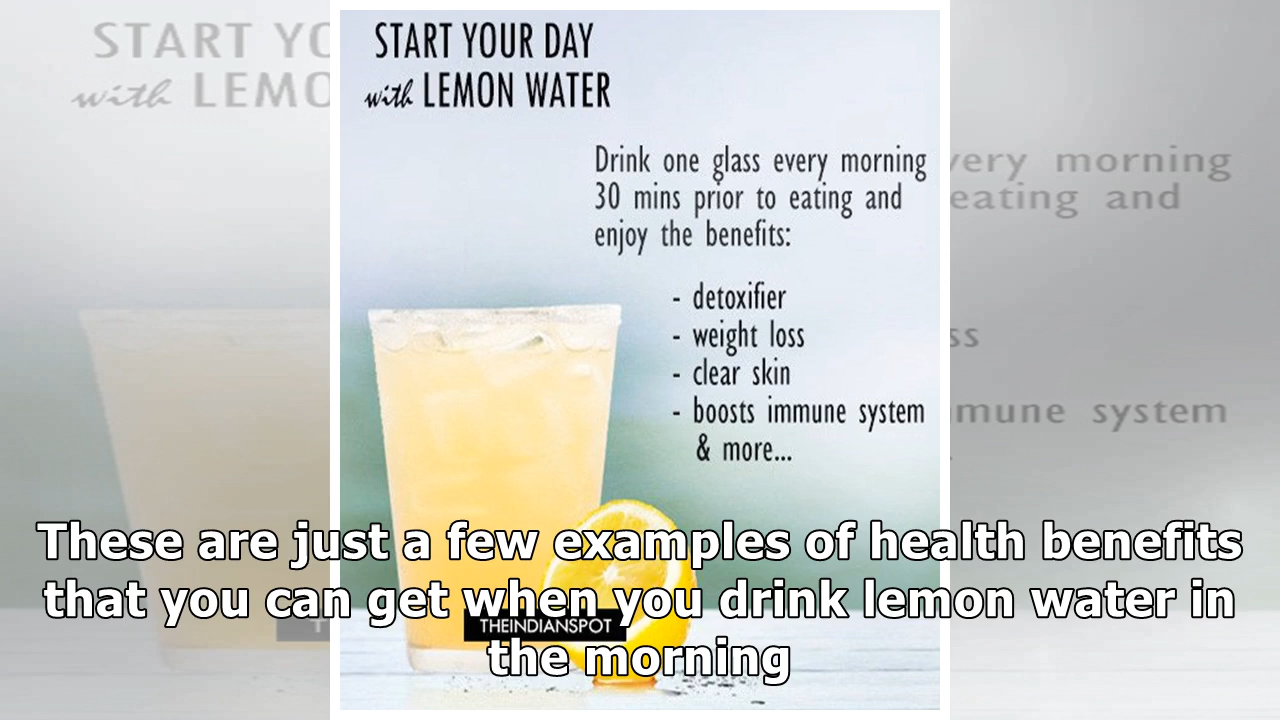 START YOUR DAY
with LEMON WATER
Drink one glass every morning
30 mins prior to eating and
enjoy the benefits:
- detoxifier
- weight loss
- clear skin
- boosts immune system
& more...
THEINDIANSPOT
These are just a few examples of health benefits
that you can get when you drink lemon water in
the morning